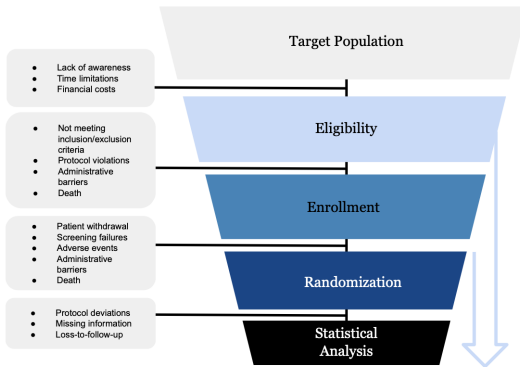 Target Population
Lack of awareness
Time limitations
Financial costs
Eligibility
Not meeting
inclusion/exclusion
criteria
Protocol violations
Administrative
barriers
Death
Enrollment
Patient withdrawal
Screening failures
Adverse events
Administrative
barriers
Death
Randomization
Protocol deviations
Missing information
Loss-to-follow-up
Statistical
Analysis